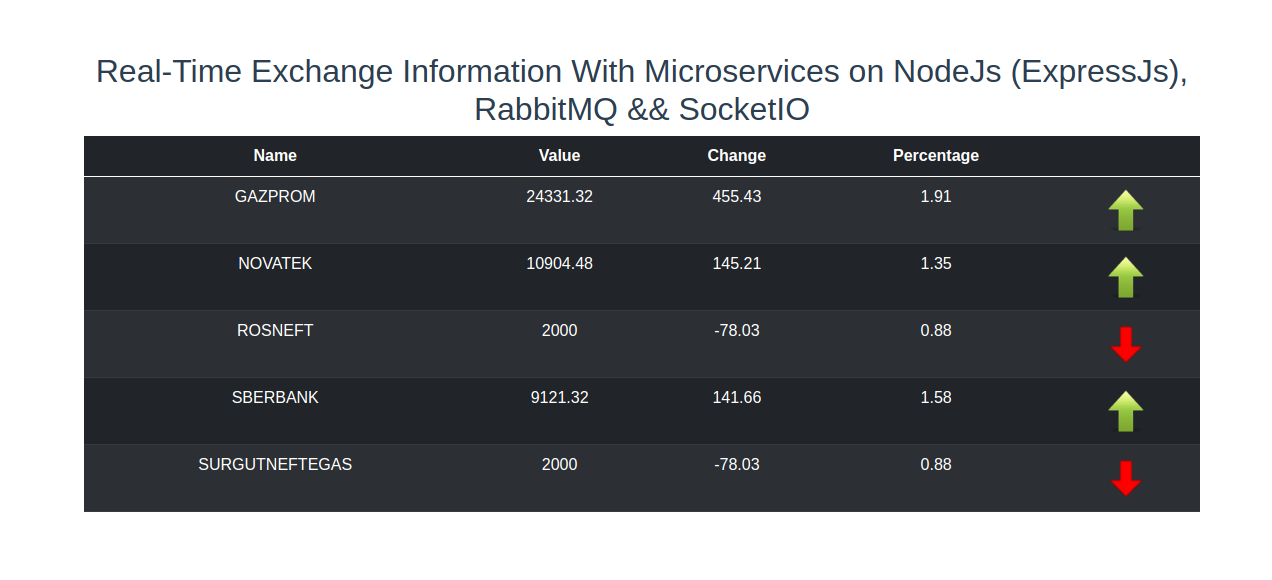 Real-Time Exchange Information With Microservices on NodeJs (ExpressJs),
RabbitMQ && SocketIO
Name Value Change Percentage
GAZPROM 24331.32 455.43 1.91
NOVATEK 10904.48 145.21 1.35
ROSNEFT 2000 -78.03 0.88
SBERBANK 9121.32 141.66 1.58
SURGUTNEFTEGAS 2000 -78.03 0.88